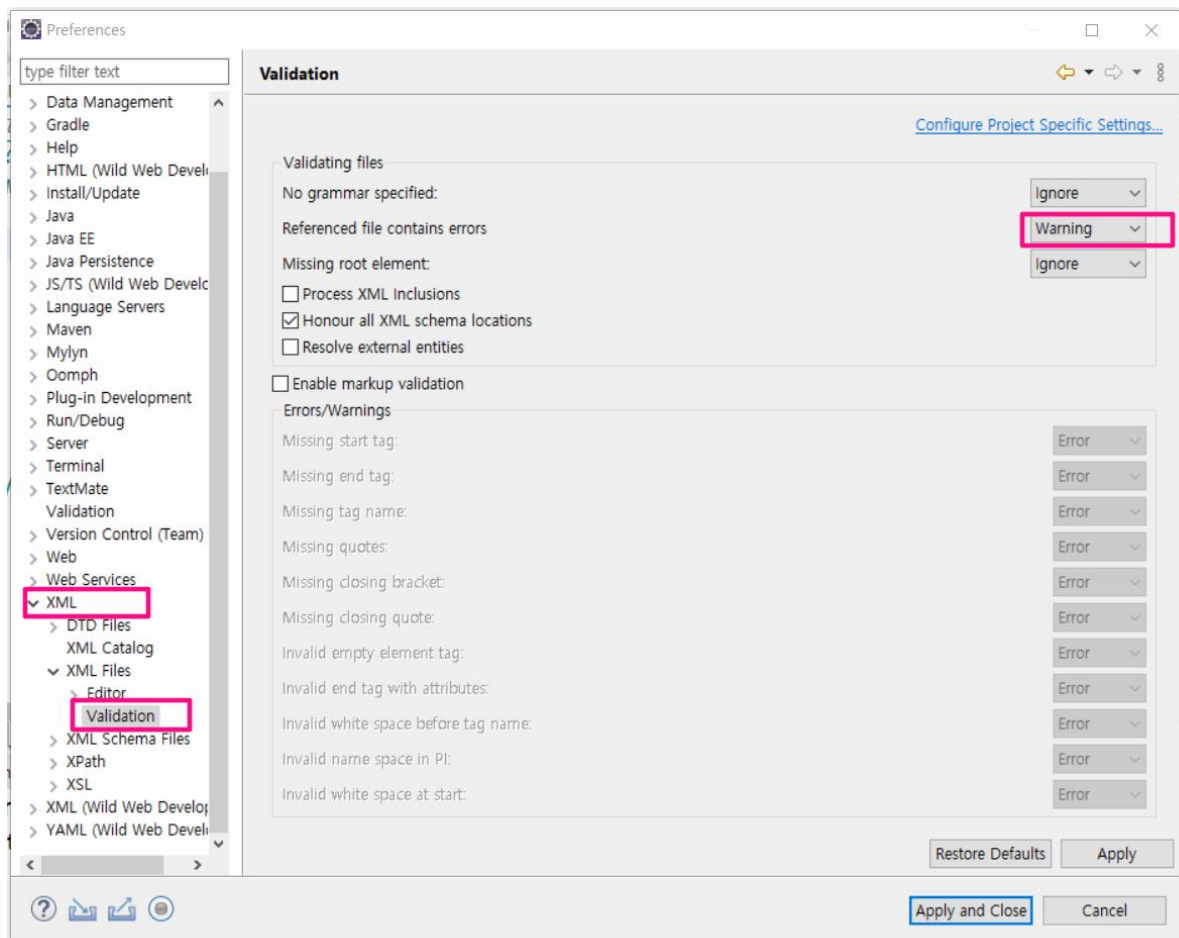 Preferences
type filter text
Data Management
Gradle
Help
HTML (Wild Web Devel
Install/Update
Java
Java EE
Java Persistence
JS/TS (Wild Web Develc
Language Servers
Maven
Mylyn
Oomph
Plug-in Development
Run/Debug
Server
Terminal
TextMate
Validation
Version Control (Team)
Web
Web Services
XML
DTD Files
XML Catalog
XML Files
Editor
Validation
XML Schema Files
XPath
XSL
XML (Wild Web Develop
YAML (Wild Web Devel
Validation
Configure Project Specific Settings...
Validating files
No grammar specified: Ignore
Referenced file contains errors Warning
Missing root element: Ignore
Process XML Inclusions
Honour all XML schema locations
Resolve external entities
Enable markup validation
Errors/Warnings
Missing start tag: Error
Missing end tag: Error
Missing tag name: Error
Missing quotes: Error
Missing closing bracket: Error
Missing closing quote: Error
Invalid empty element tag: Error
Invalid end tag with attributes: Error
Invalid white space before tag name: Error
Invalid name space in PI: Error
Invalid white space at start: Error
Restore Defaults Apply
Apply and Close Cancel